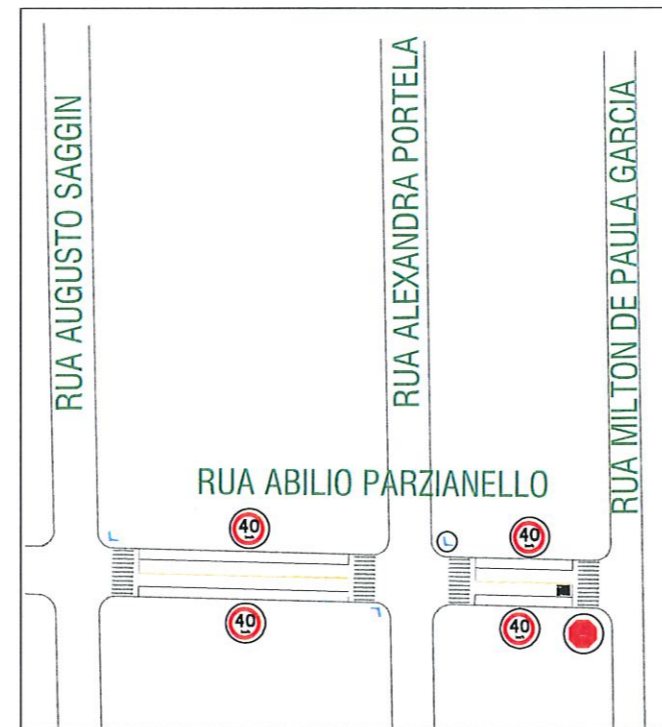 RUA AUGUSTO SAGGIN
RUA ALEXANDRA PORTELA
RUA MILTON DE PAULA GARCIA
RUA ABILIO PARZIANELLO
40
40
40
40